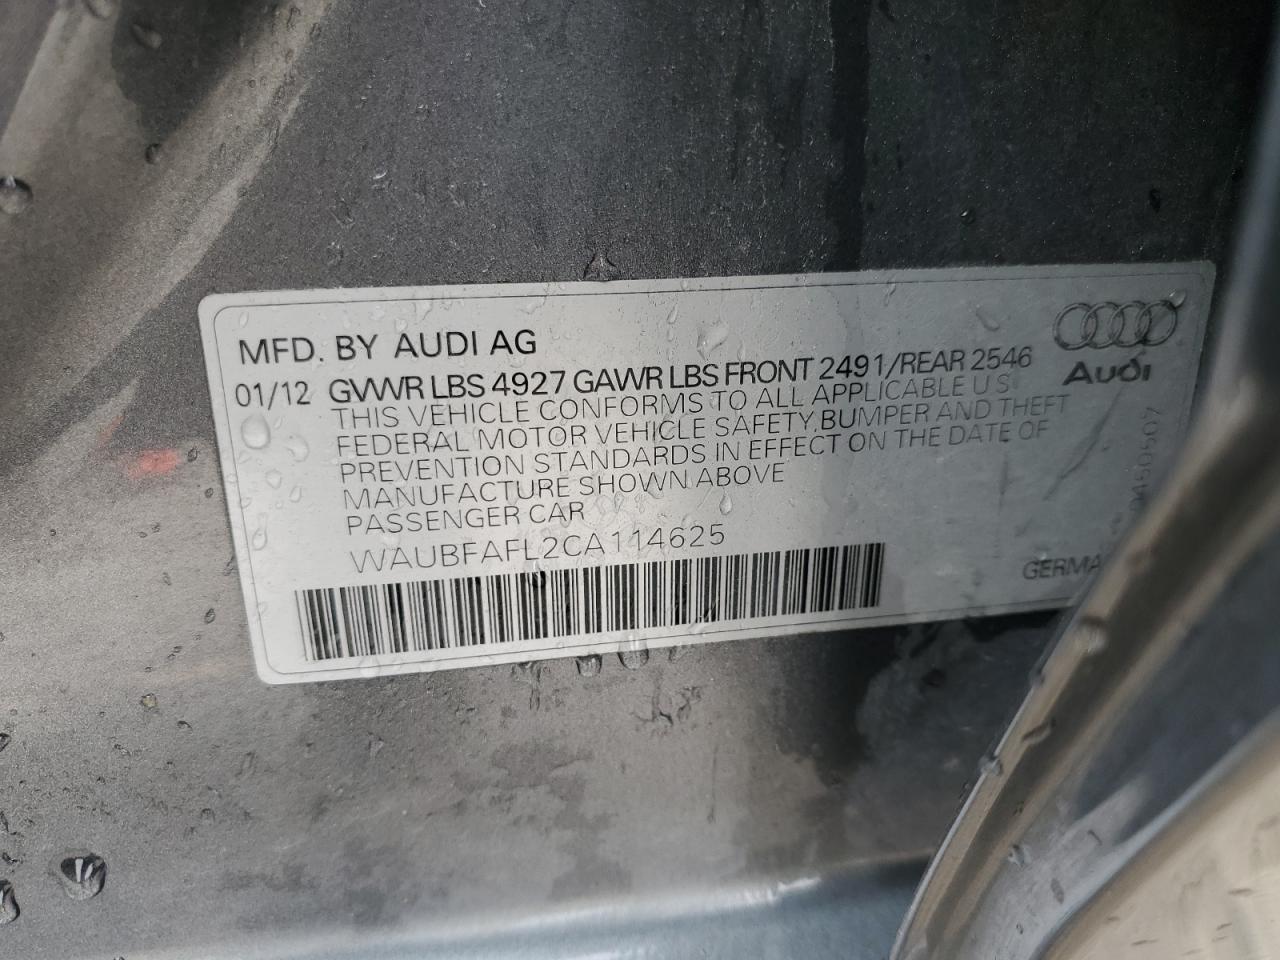 MFD. BY AUDI AG
01/12 GVWR LBS 4927 GAWR LBS FRONT 2491/REAR 2546
THIS VEHICLE CONFORMS TO ALL APPLICABLE U S
FEDERAL MOTOR VEHICLE SAFETY, BUMPER AND THEFT
PREVENTION STANDARDS IN EFFECT ON THE DATE OF
MANUFACTURE SHOWN ABOVE
PASSENGER CAR
WAUBFAFL2CA114625
Audi